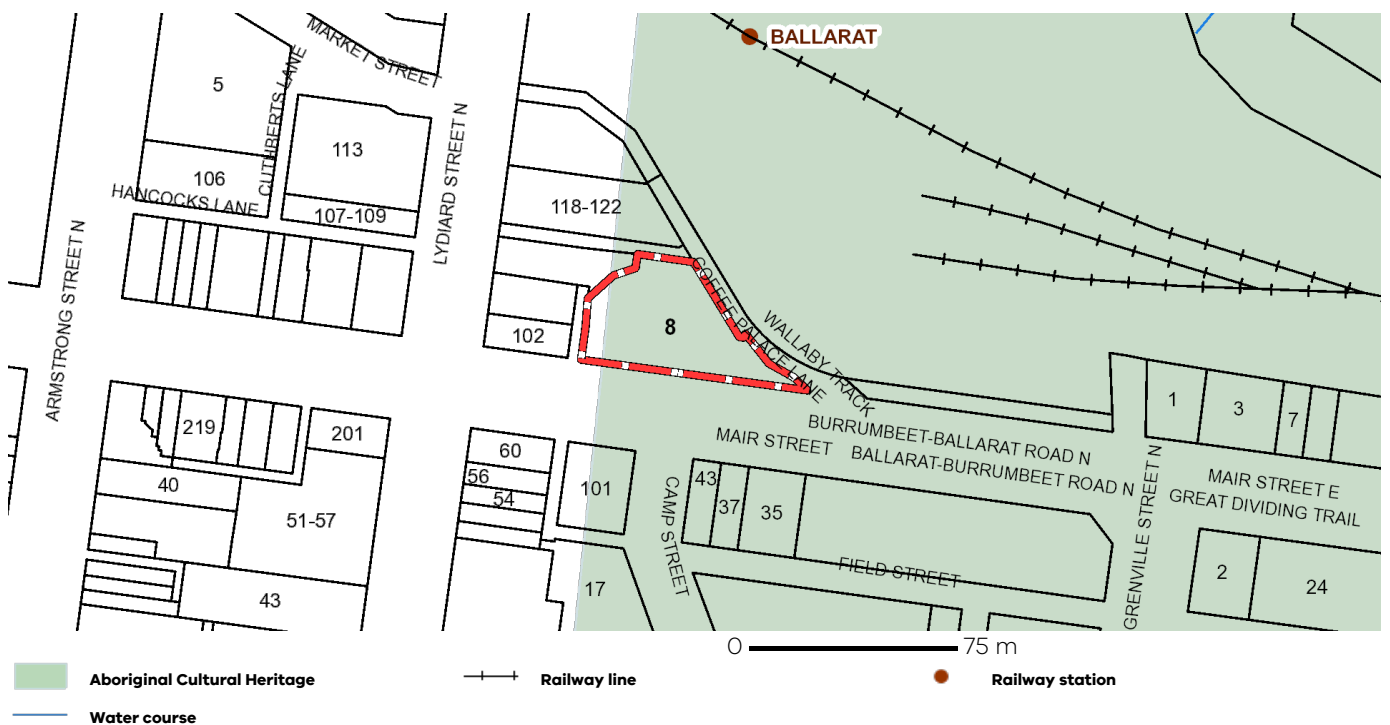 BALLARAT
MARKET STREET
5
CUTHBERTS LANE
LYDIARD STREET N
113
106
HANCOCKS LANE
107-109
118-122
ARMSTRONG STREET N
COFFEE PALACE LANE
WALLABY TRACK
8
102
1
3
7
BURRUMBEET-BALLARAT ROAD N
MAIR STREET
BALLARAT-BURRUMBEET ROAD N
MAIR STREET E
GREAT DIVIDING TRAIL
219
201
60
56
54
101
43
37
35
CAMP STREET
GRENVILLE STREET N
40
51-57
FIELD STREET
2
24
17
43
0 75 m
Aboriginal Cultural Heritage
Railway line
Railway station
Water course